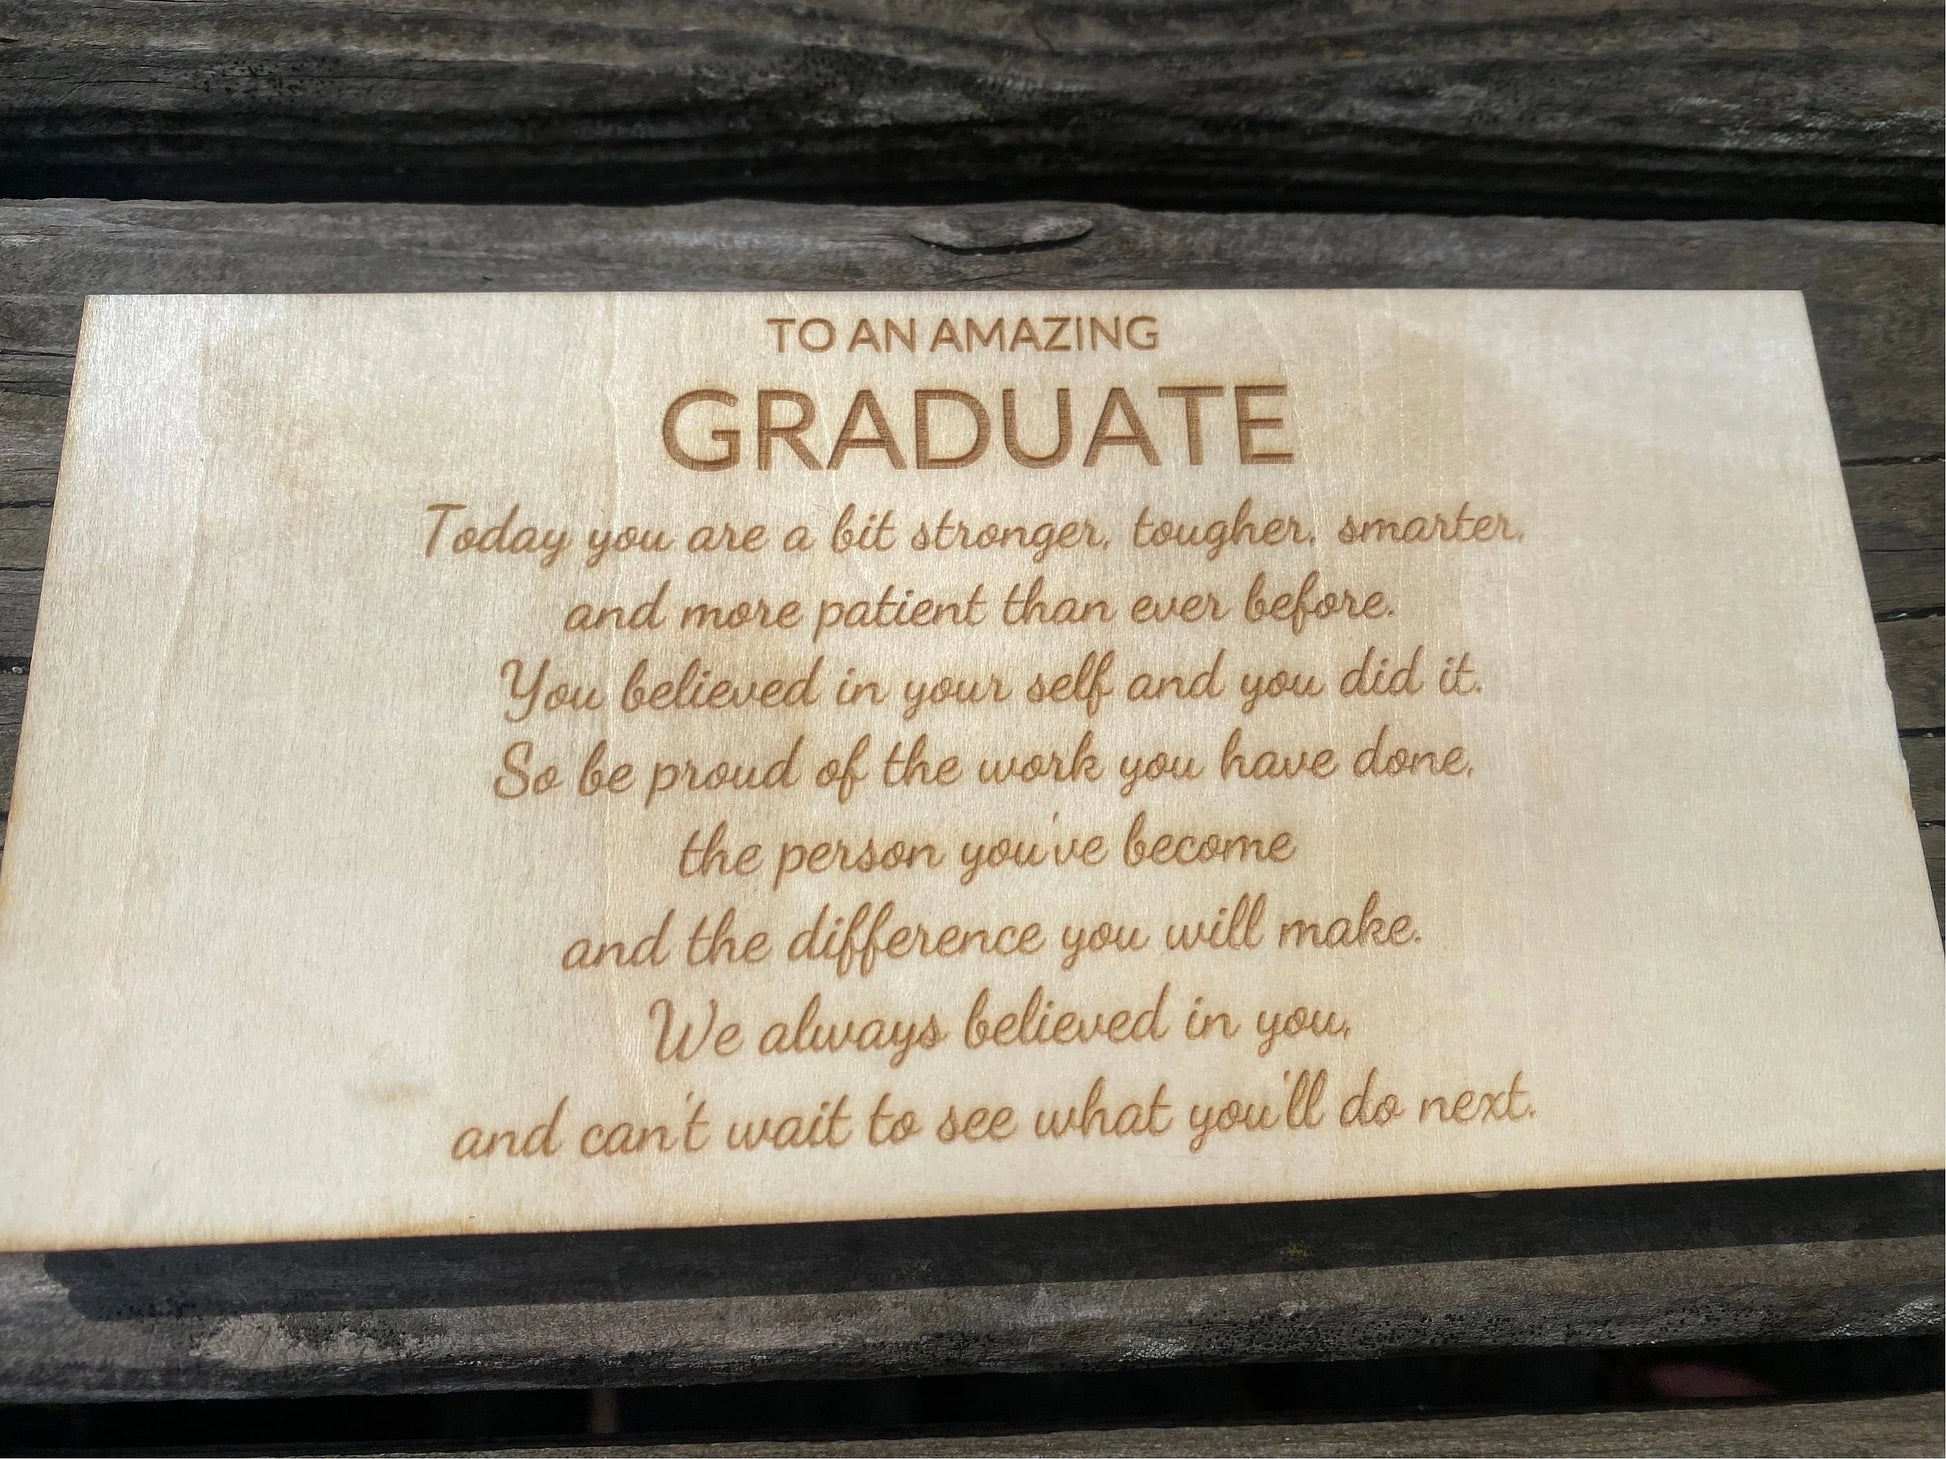 TO AN AMAZING
GRADUATE
Today you are a bit stronger, tougher, smarter,
and more patient than ever before.
You believed in your self and you did it.
So be proud of the work you have done,
the person you've become
and the difference you will make.
We always believed in you,
and can't wait to see what you'll do next.